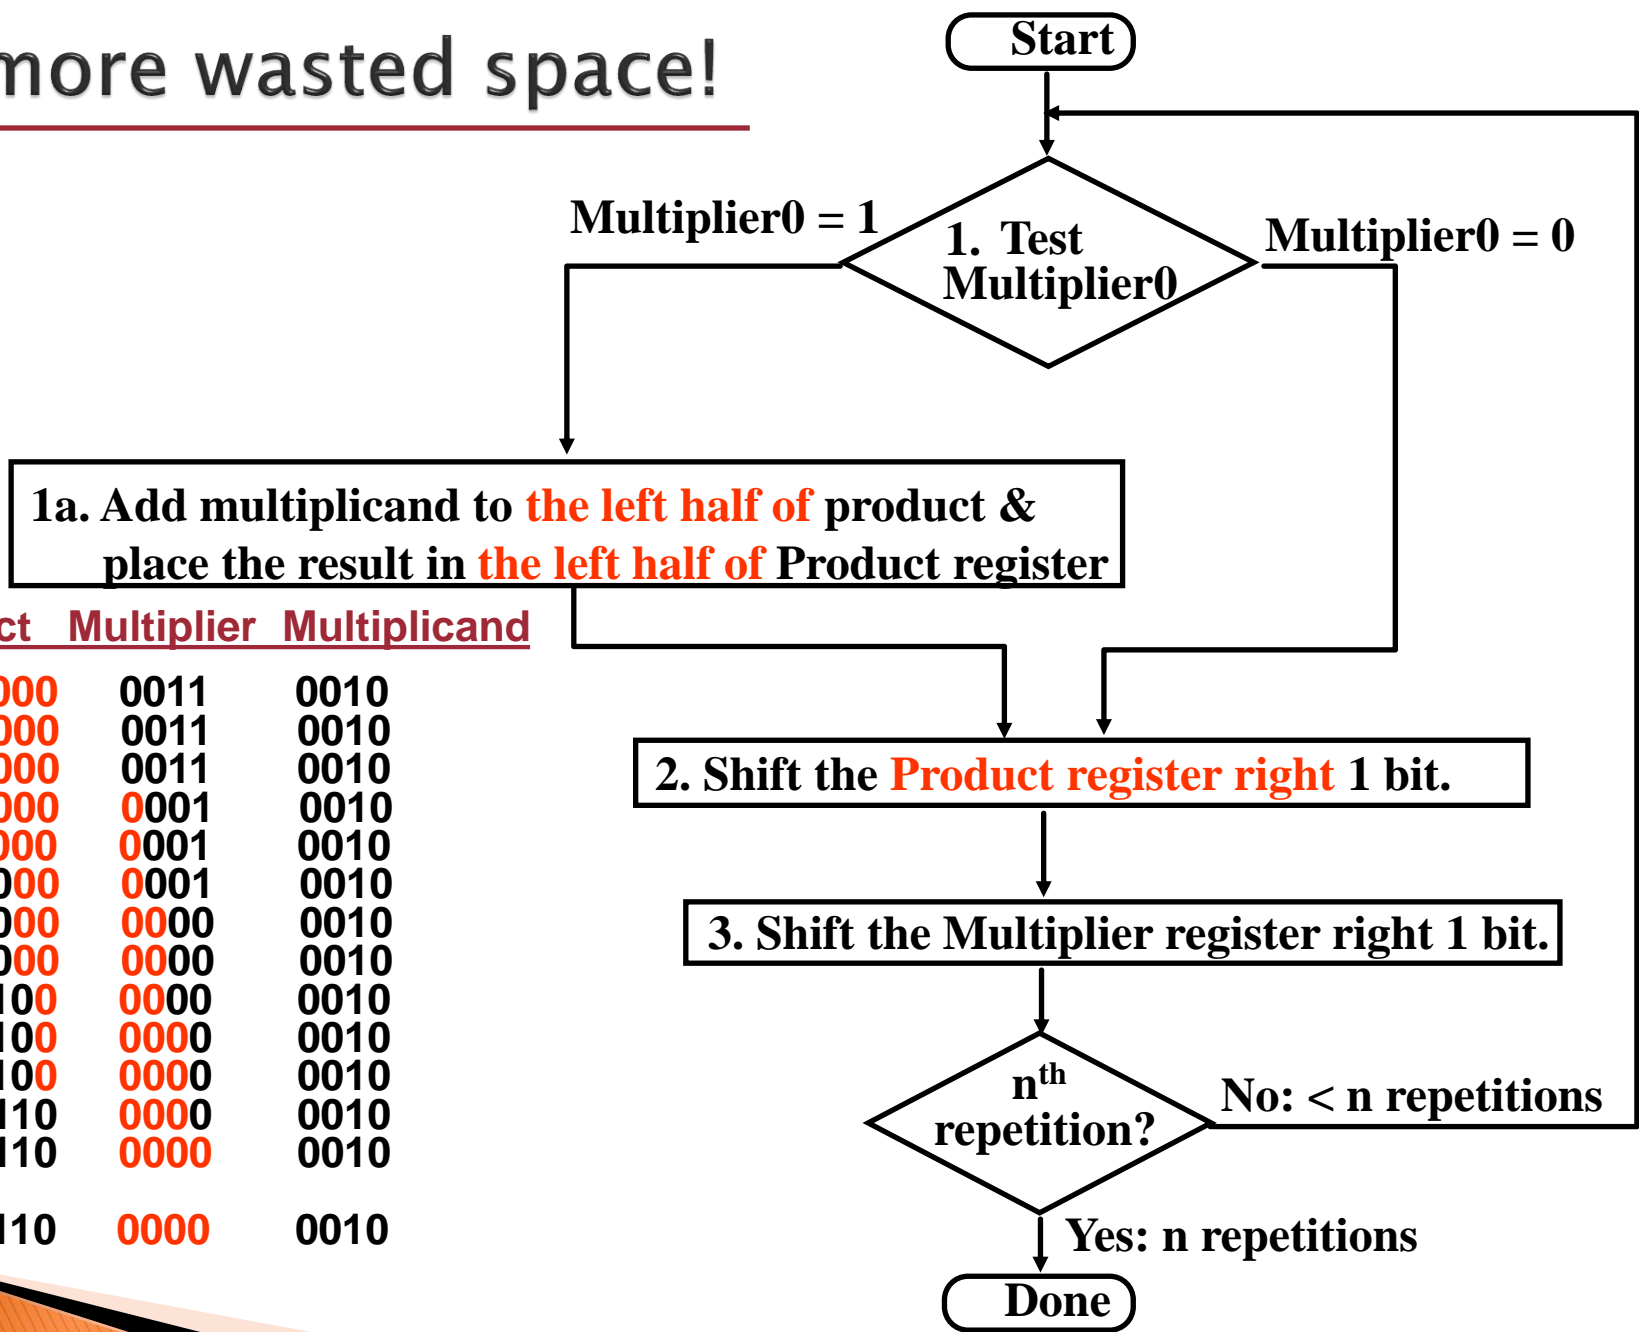 more wasted space!
Start
Multiplier0 = 1
1. Test
Multiplier0
Multiplier0 = 0
1a. Add multiplicand to the left half of product &
place the result in the left half of Product register
ct Multiplier Multiplicand
000 0011 0010
000 0011 0010
000 0011 0010
000 0001 0010
000 0001 0010
000 0001 0010
000 0000 0010
000 0000 0010
100 0000 0010
100 0000 0010
100 0000 0010
110 0000 0010
110 0000 0010
110 0000 0010
2. Shift the Product register right 1 bit.
3. Shift the Multiplier register right 1 bit.
nth
repetition?
No: < n repetitions
Yes: n repetitions
Done